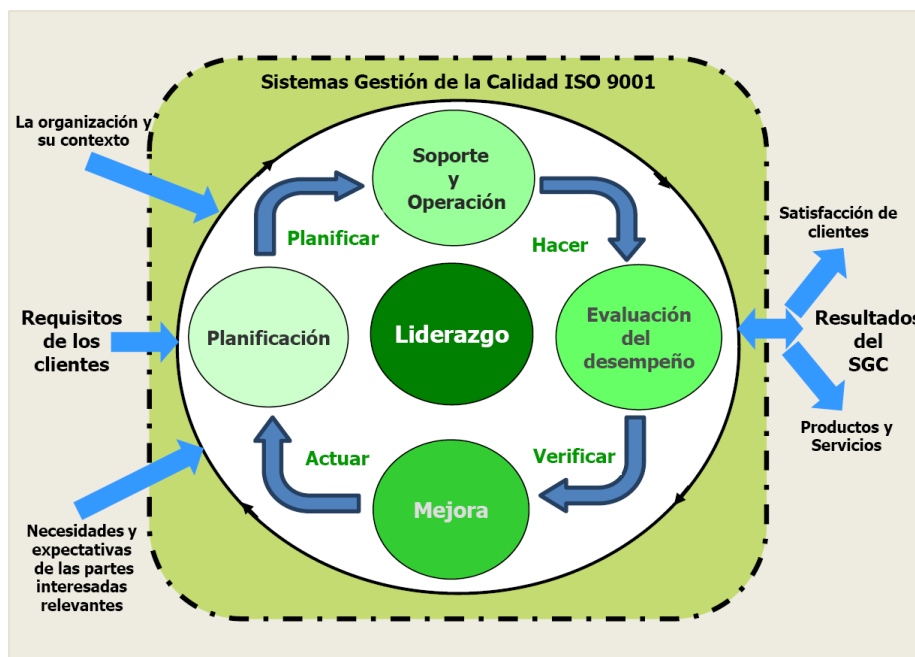 Sistemas Gestión de la Calidad ISO 9001
La organización y
su contexto
Soporte
y
Operación
Planificar
Hacer
Satisfacción de
clientes
Requisitos
de los
clientes
Planificación
Liderazgo
Evaluación
del
desempeño
Resultados
del
SGC
Actuar
Verificar
Productos y
Servicios
Mejora
Necesidades y
expectativas
de las partes
interesadas
relevantes